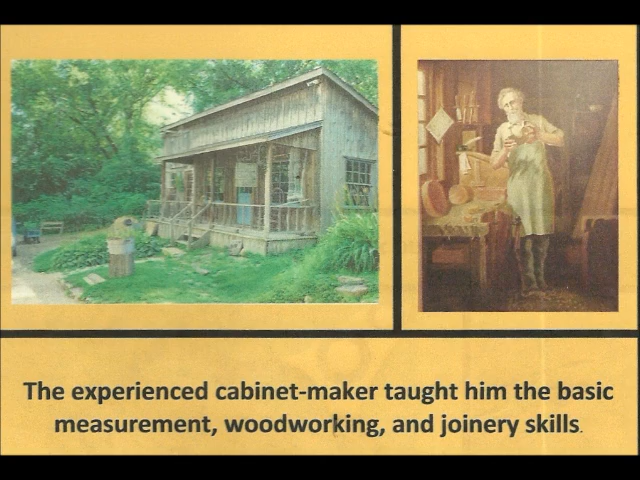 The experienced cabinet-maker taught him the basic
measurement, woodworking, and joinery skills.